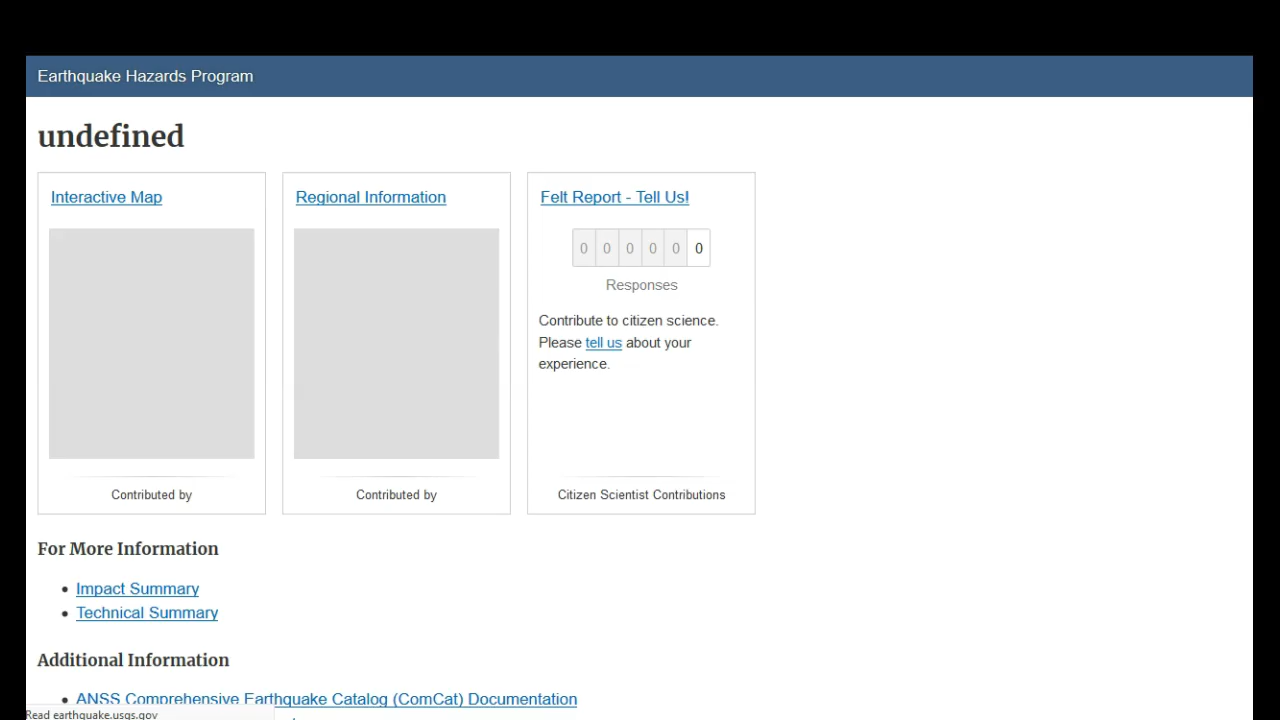 Earthquake Hazards Program
undefined
Interactive Map
Contributed by
Regional Information
Contributed by
Felt Report - Tell Us!
0 0 0 0 0 0
Responses
Contribute to citizen science.
Please tell us about your
experience.
Citizen Scientist Contributions
For More Information
• Impact Summary
• Technical Summary
Additional Information
• ANSS Comprehensive Earthquake Catalog (ComCat) Documentation
Read earthquake.usgs.gov